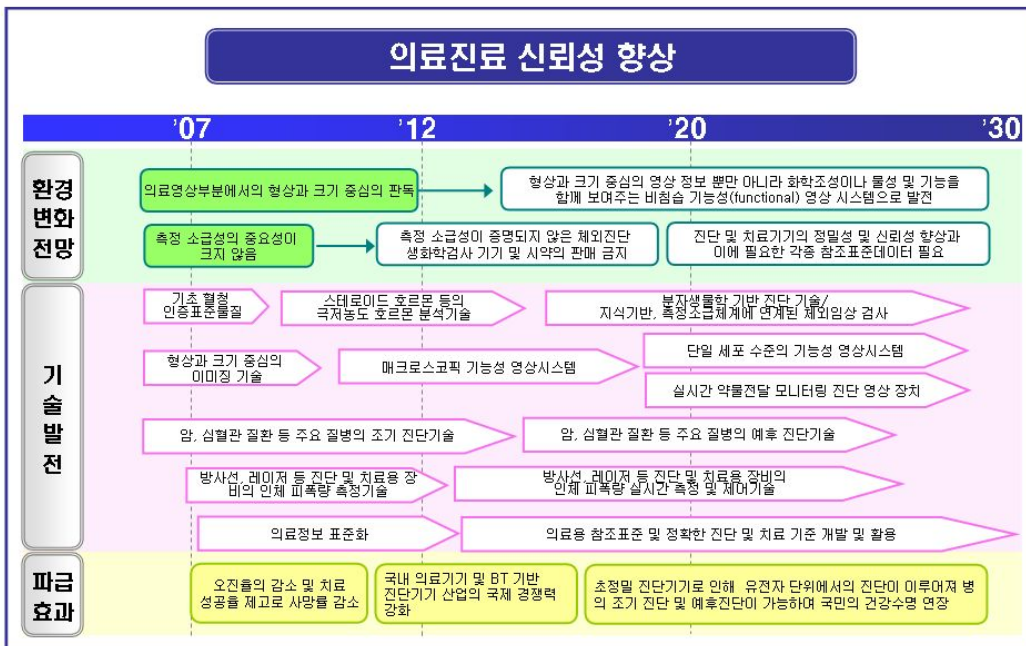 의료진료 신뢰성 향상
'07
'12
'20
'30
환경
변화
전망
의료영상부분에서의 형상과 크기 중심의 판독
형상과 크기 중심의 영상 정보 뿐만 아니라 화학조성이나 물성 및 기능을
함께 보여주는 비침습 기능성(functional) 영상 시스템으로 발전
측정 소급성의 중요성이
크지 않음
측정 소급성이 증명되지 않은 체외진단
생화학검사 기기 및 시약의 판매 금지
진단 및 치료기기의 정밀성 및 신뢰성 향상과
이에 필요한 각종 참조표준데이터 필요
기
술
발
전
기초 혈청
인증표준물질
스테로이드 호르몬 등의
극저농도 호르몬 분석기술
분자생물학 기반 진단 기술/
지식기반, 측정소급체계에 연계된 체외임상 검사
형상과 크기 중심의
이미징 기술
매크로스코픽 기능성 영상시스템
단일 세포 수준의 기능성 영상시스템
실시간 약물전달 모니터링 진단 영상 장치
암, 심혈관 질환 등 주요 질병의 조기 진단기술
암, 심혈관 질환 등 주요 질병의 예후 진단기술
방사선, 레이저 등 진단 및 치료용 장
비의 인체 피폭량 측정기술
방사선, 레이저 등 진단 및 치료용 장비의
인체 피폭량 실시간 측정 및 제어기술
의료정보 표준화
의료용 참조표준 및 정확한 진단 및 치료 기준 개발 및 활용
파급
효과
오진율의 감소 및 치료
성공율 제고로 사망률 감소
국내 의료기기 및 BT 기반
진단기기 산업의 국제 경쟁력
강화
초정밀 진단기기로 인해 유전자 단위에서의 진단이 이루어져 병
의 조기 진단 및 예후진단이 가능하며 국민의 건강수명 연장